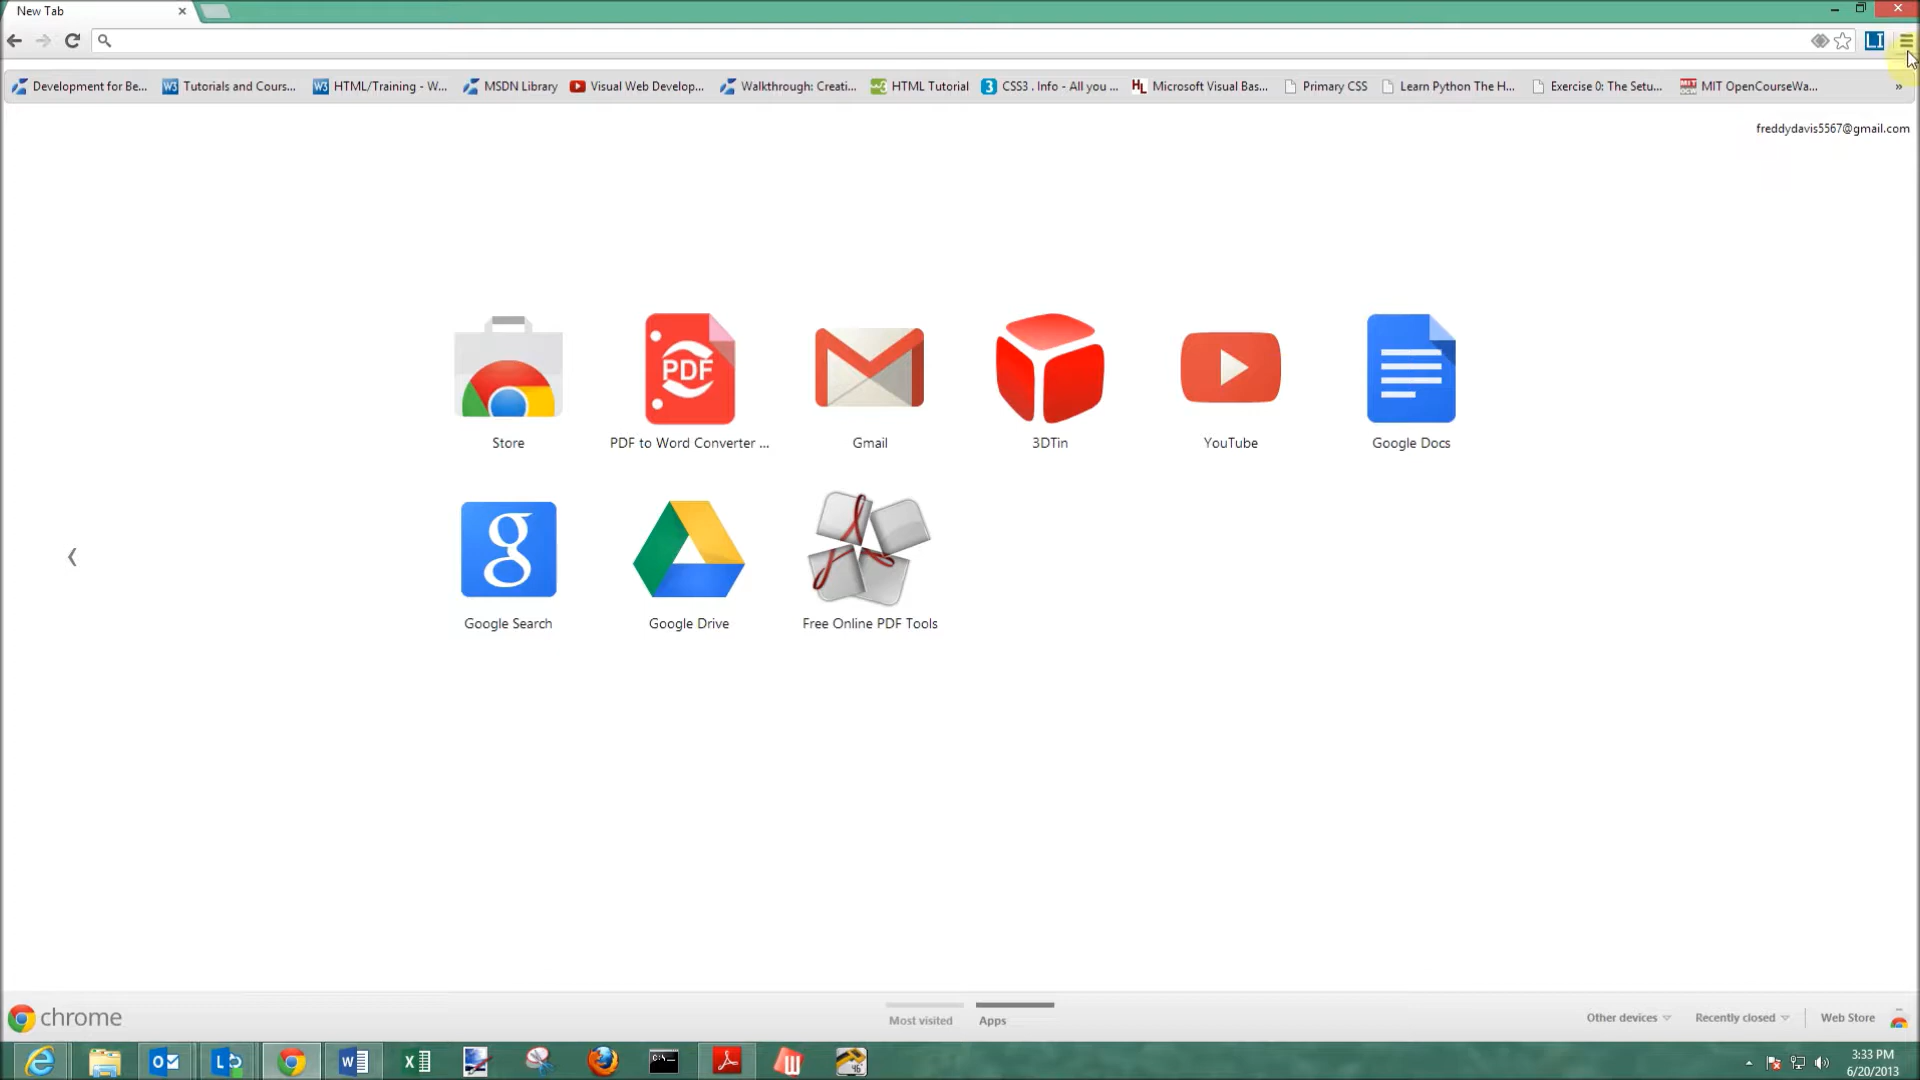 New Tab
LI
Development for Be...
Tutorials and Cours...
HTML/Training - W...
MSDN Library
Visual Web Develop...
Walkthrough: Creati...
HTML Tutorial
CSS3 . Info - All you ...
Microsoft Visual Bas...
Primary CSS
Learn Python The H...
Exercise 0: The Setu...
MIT OpenCourseWa...
»
freddydavis5567@gmail.com
PDF
Store
PDF to Word Converter ...
Gmail
3DTin
YouTube
Google Docs
g
Google Search
Google Drive
Free Online PDF Tools
chrome
Most visited
Apps
Other devices
Recently closed
Web Store
3:33 PM
6/20/2013